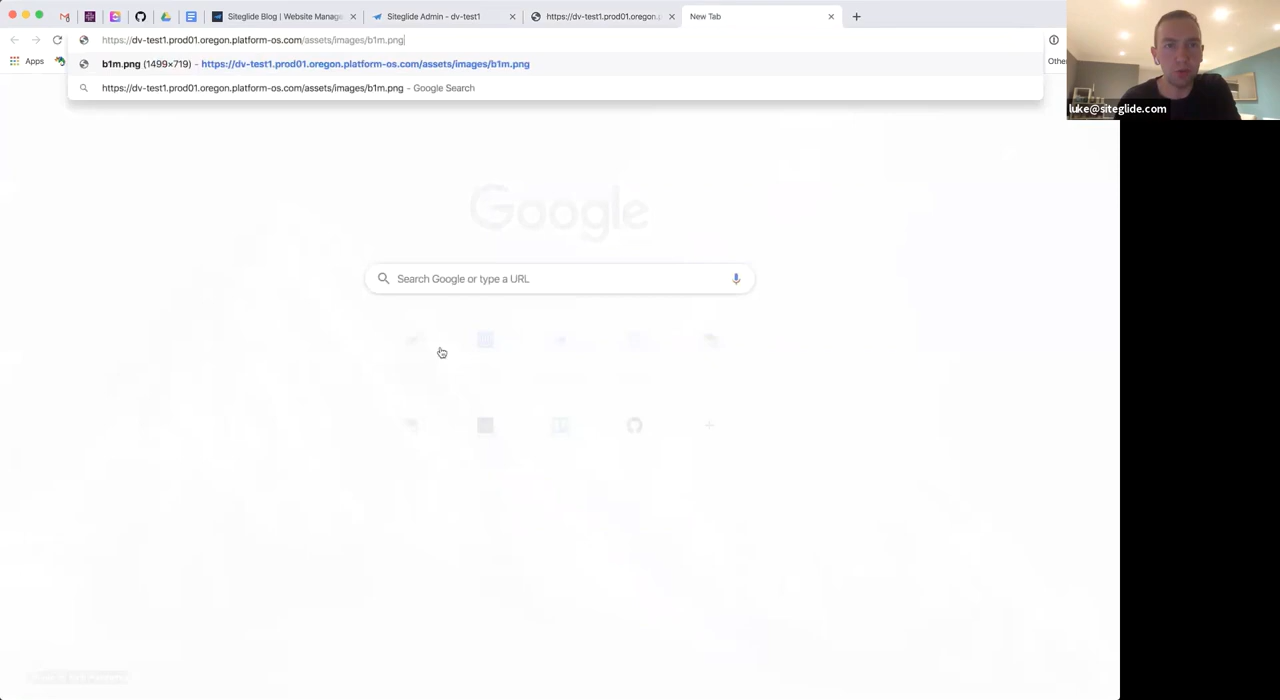 Siteglide Blog | Website Manage
Siteglide Admin - dv-test1
https://dv-test1.prod01.oregon.p
New Tab
https://dv-test1.prod01.oregon.platform-os.com/assets/images/b1m.png
Apps
b1m.png (1499×719) - https://dv-test1.prod01.oregon.platform-os.com/assets/images/b1m.png
Othe
https://dv-test1.prod01.oregon.platform-os.com/assets/images/b1m.png - Google Search
luke@siteglide.com
Google
Search Google or type a URL